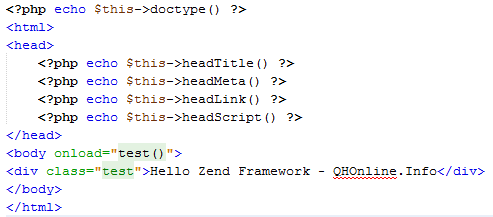 <?php echo $this->doctype() ?>
<html>
<head>
    <?php echo $this->headTitle() ?>
    <?php echo $this->headMeta() ?>
    <?php echo $this->headLink() ?>
    <?php echo $this->headScript() ?>
</head>
<body onload="test()">
<div class="test">Hello Zend Framework - QHOnline.Info</div>
</body>
</html>